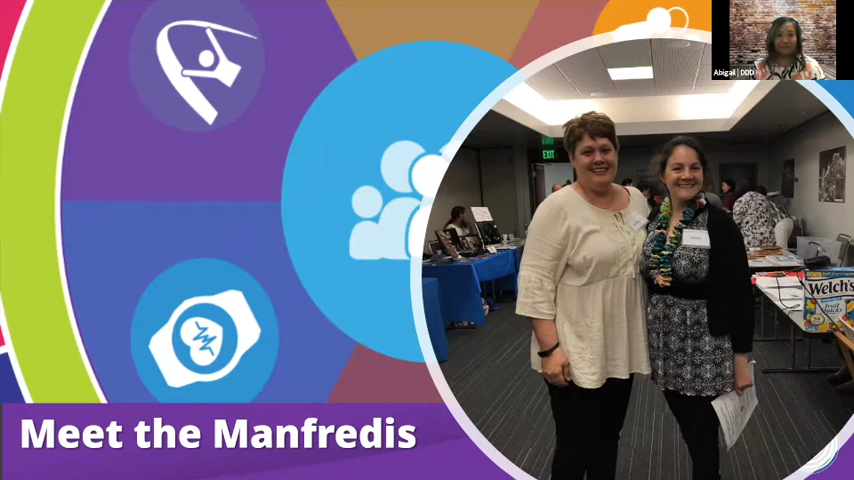 Abigail | DDD
EXIT
Welch's
Fruit
Snacks
Meet the Manfredis